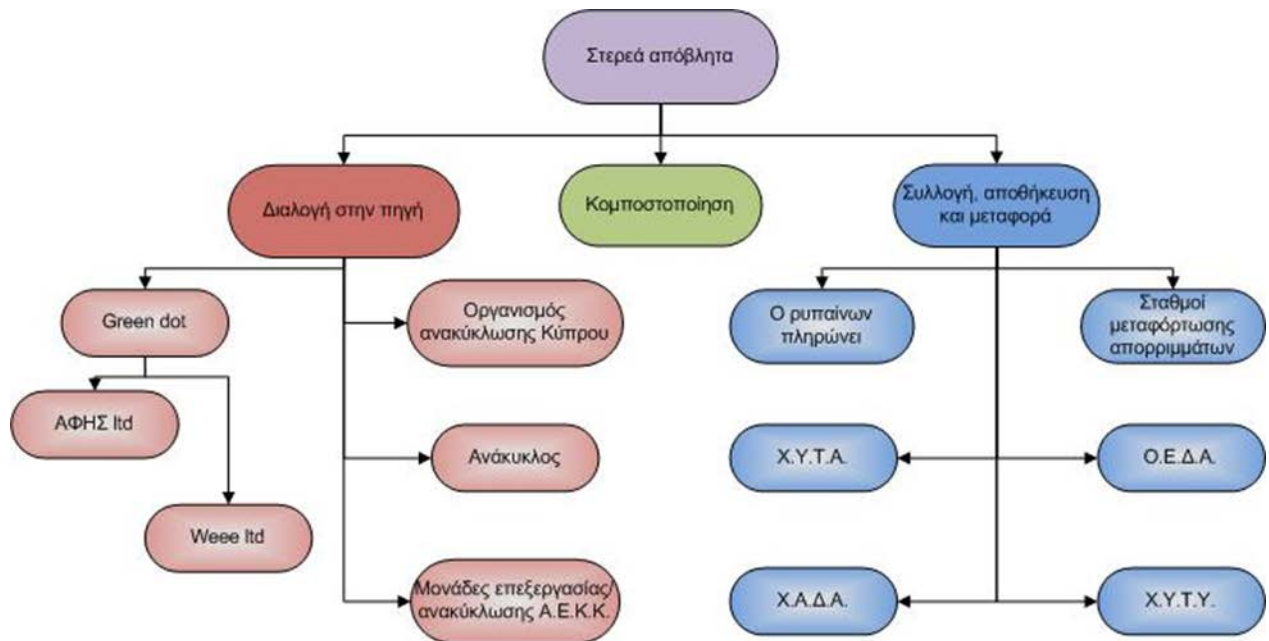 Στερεά απόβλητα
Διαλογή στην πηγή
Κομποστοποίηση
Συλλογή, αποθήκευση
και μεταφορά
Green dot
Οργανισμός
ανακύκλωσης Κύπρου
Ο ρυπαίνων
πληρώνει
Σταθμοί
μεταφόρτωσης
απορριμμάτων
ΑΦΗΣ ltd
Ανάκυκλος
Χ.Υ.Τ.Α.
Ο.Ε.Δ.Α.
Weee ltd
Μονάδες επεξεργασίας/
ανακύκλωσης Α.Ε.Κ.Κ.
Χ.Α.Δ.Α.
Χ.Υ.Τ.Υ.